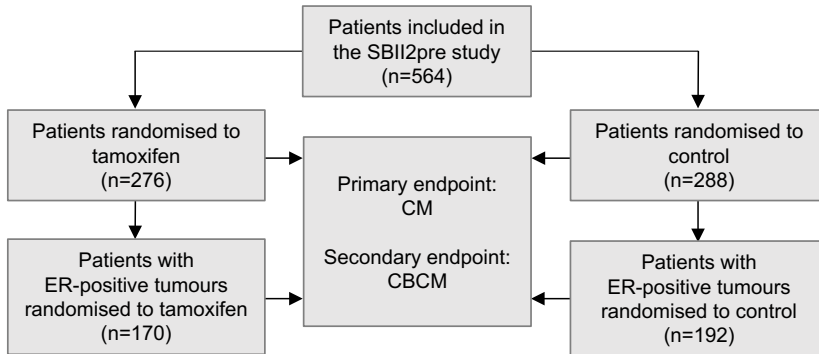 Patients included in
the SBII2pre study
(n=564)
Patients randomised to
tamoxifen
(n=276)
Patients randomised to
control
(n=288)
Primary endpoint:
CM
Secondary endpoint:
CBCM
Patients with
ER-positive tumours
randomised to tamoxifen
(n=170)
Patients with
ER-positive tumours
randomised to control
(n=192)